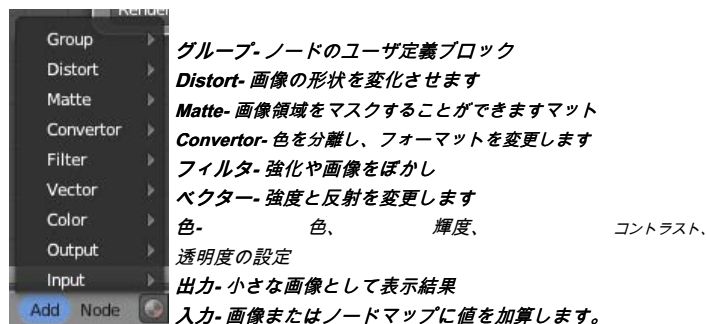 Render
Group
Distort
Matte
Convertor
Filter
Vector
Color
Output
Input
Add Node
グループ- ノードのユーザ定義ブロック
Distort- 画像の形状を変化させます
Matte- 画像領域をマスクすることができますマット
Convertor- 色を分離し、フォーマットを変更します
フィルタ- 強化や画像をぼかし
ベクター- 強度と反射を変更します
色- 色、 輝度、 コントラスト、
透明度の設定
出力- 小さな画像として表示結果
入力- 画像またはノードマップに値を加算します。